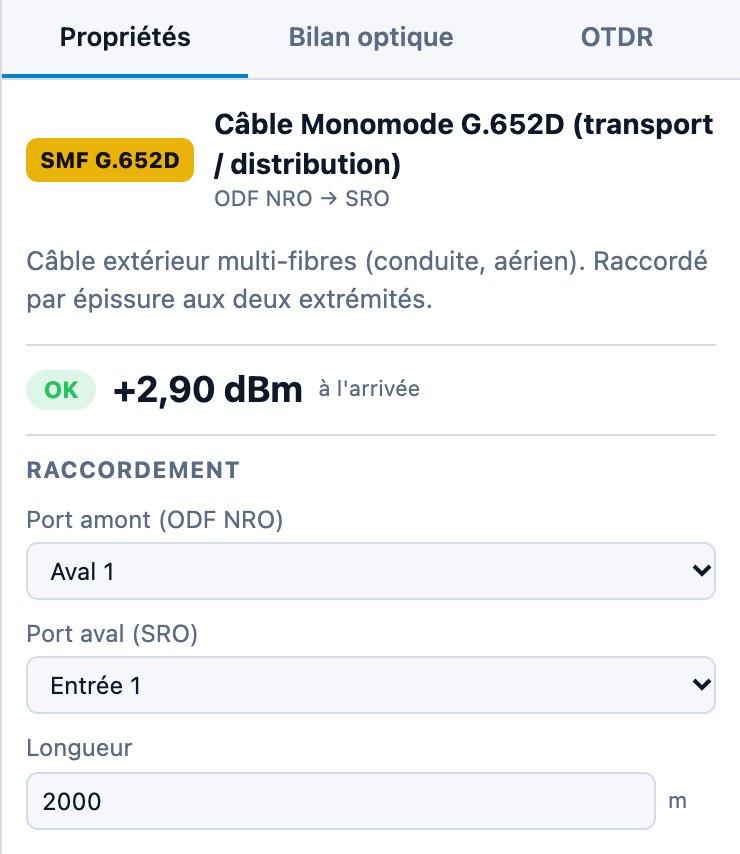 Propriétés Bilan optique OTDR
SMF G.652D
Câble Monomode G.652D (transport
/ distribution)
ODF NRO → SRO
Câble extérieur multi-fibres (conduite, aérien). Raccordé
par épissure aux deux extrémités.
OK +2,90 dBm à l'arrivée
RACCORDEMENT
Port amont (ODF NRO)
Aval 1
Port aval (SRO)
Entrée 1
Longueur
2000 m